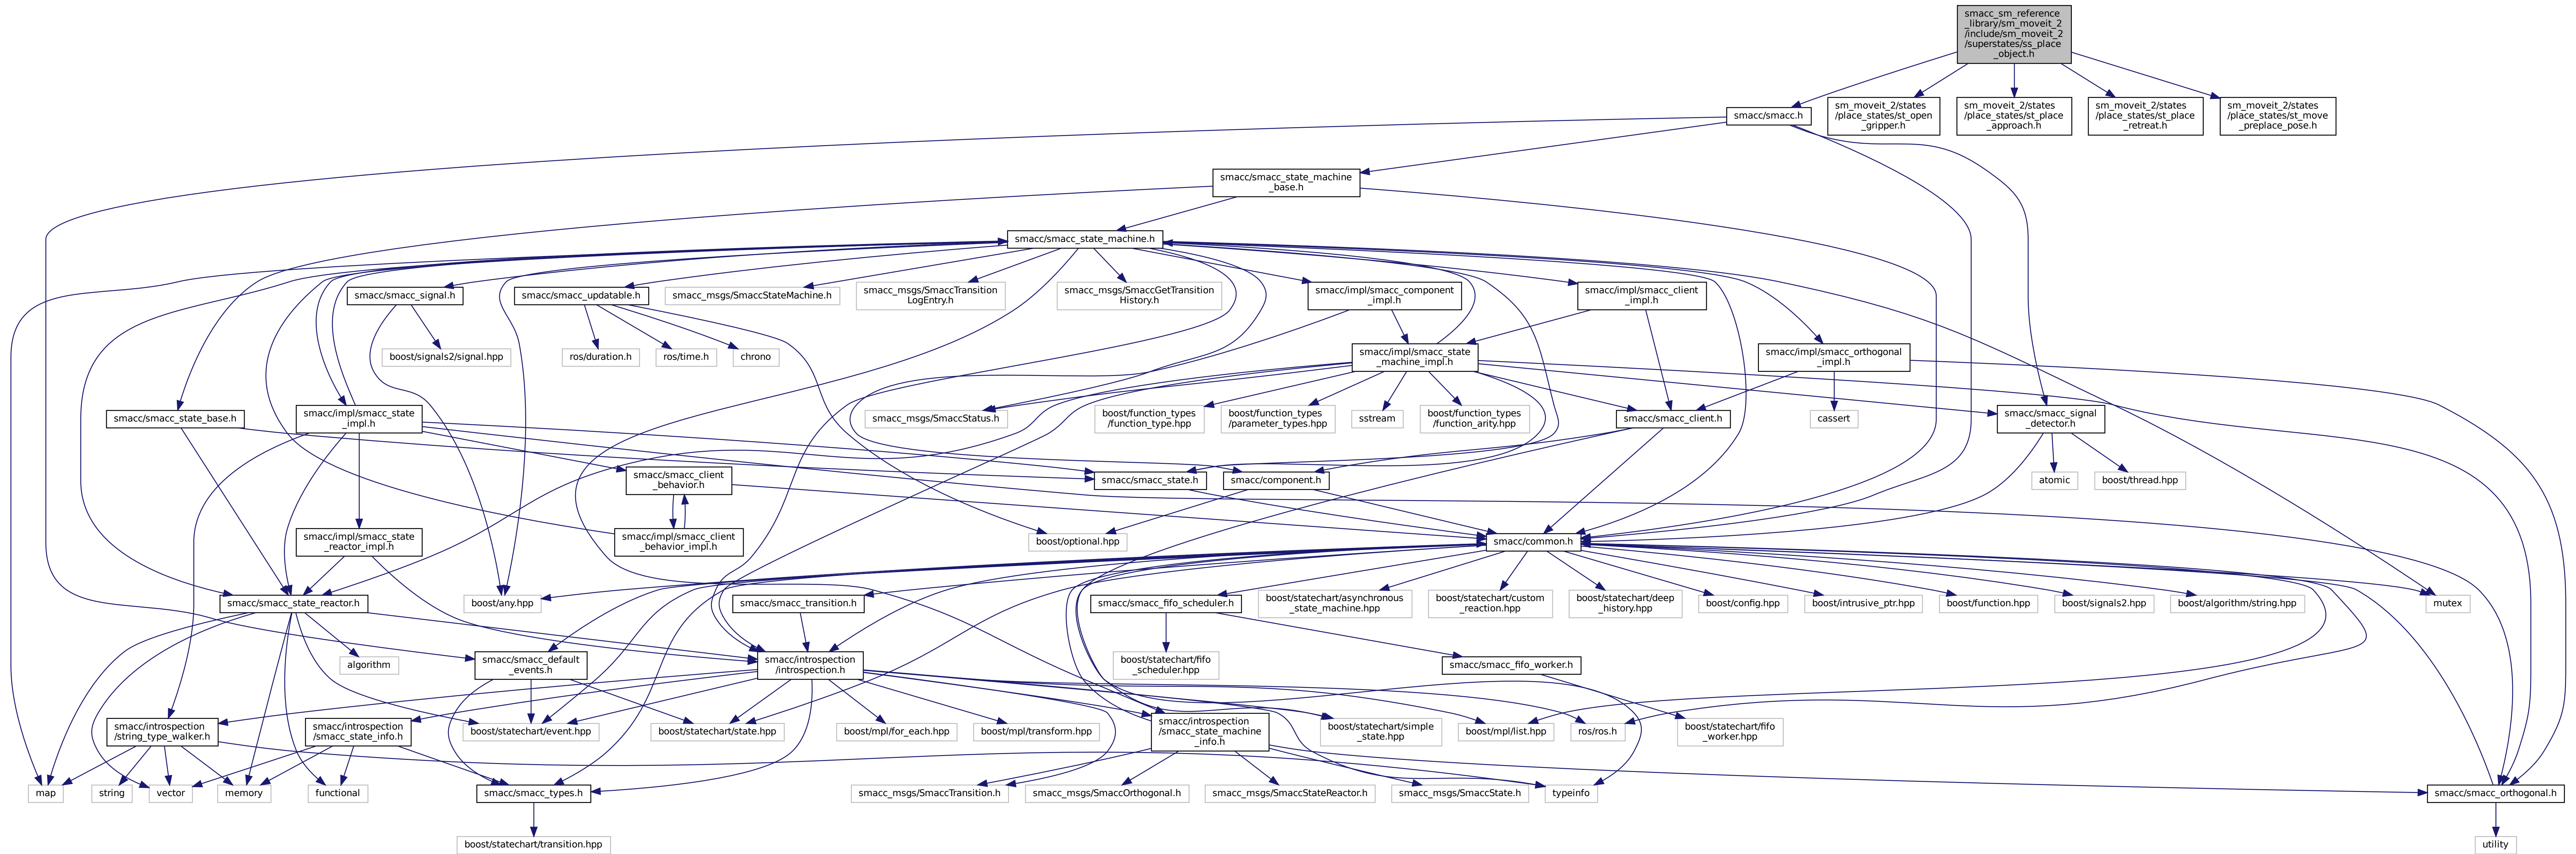 smacc_sm_reference
_library/sm_moveit_2
/include/sm_moveit_2
/superstates/ss_place
_object.h
smacc/smacc.h
sm_moveit_2/states
/place_states/st_open
_gripper.h
sm_moveit_2/states
/place_states/st_place
_approach.h
sm_moveit_2/states
/place_states/st_place
_retreat.h
sm_moveit_2/states
/place_states/st_move
_preplace_pose.h
smacc/smacc_state_machine
_base.h
smacc/smacc_state_machine.h
smacc/smacc_signal.h
smacc/smacc_updatable.h
smacc_msgs/SmaccStateMachine.h
smacc_msgs/SmaccTransition
LogEntry.h
smacc_msgs/SmaccGetTransition
History.h
smacc/impl/smacc_component
_impl.h
smacc/impl/smacc_client
_impl.h
boost/signals2/signal.hpp
ros/duration.h
ros/time.h
chrono
smacc/impl/smacc_state
_machine_impl.h
smacc/impl/smacc_orthogonal
_impl.h
smacc/smacc_state_base.h
smacc/impl/smacc_state
_impl.h
smacc_msgs/SmaccStatus.h
boost/function_types
/function_type.hpp
boost/function_types
/parameter_types.hpp
sstream
boost/function_types
/function_arity.hpp
smacc/smacc_client.h
cassert
smacc/smacc_signal
_detector.h
smacc/smacc_client
_behavior.h
smacc/smacc_state.h
smacc/component.h
atomic
boost/thread.hpp
smacc/impl/smacc_state
_reactor_impl.h
smacc/impl/smacc_client
_behavior_impl.h
boost/optional.hpp
smacc/common.h
smacc/smacc_state_reactor.h
boost/any.hpp
smacc/smacc_transition.h
smacc/smacc_fifo_scheduler.h
boost/statechart/asynchronous
_state_machine.hpp
boost/statechart/custom
_reaction.hpp
boost/statechart/deep
_history.hpp
boost/config.hpp
boost/intrusive_ptr.hpp
boost/function.hpp
boost/signals2.hpp
boost/algorithm/string.hpp
mutex
algorithm
smacc/smacc_default
_events.h
smacc/introspection
/introspection.h
boost/statechart/fifo
_scheduler.hpp
smacc/smacc_fifo_worker.h
smacc/introspection
/string_type_walker.h
smacc/introspection
/smacc_state_info.h
boost/statechart/event.hpp
boost/statechart/state.hpp
boost/mpl/for_each.hpp
boost/mpl/transform.hpp
smacc/introspection
/smacc_state_machine
_info.h
boost/statechart/simple
_state.hpp
boost/mpl/list.hpp
ros/ros.h
boost/statechart/fifo
_worker.hpp
map
string
vector
memory
functional
smacc/smacc_types.h
smacc_msgs/SmaccTransition.h
smacc_msgs/SmaccOrthogonal.h
smacc_msgs/SmaccStateReactor.h
smacc_msgs/SmaccState.h
typeinfo
smacc/smacc_orthogonal.h
boost/statechart/transition.hpp
utility